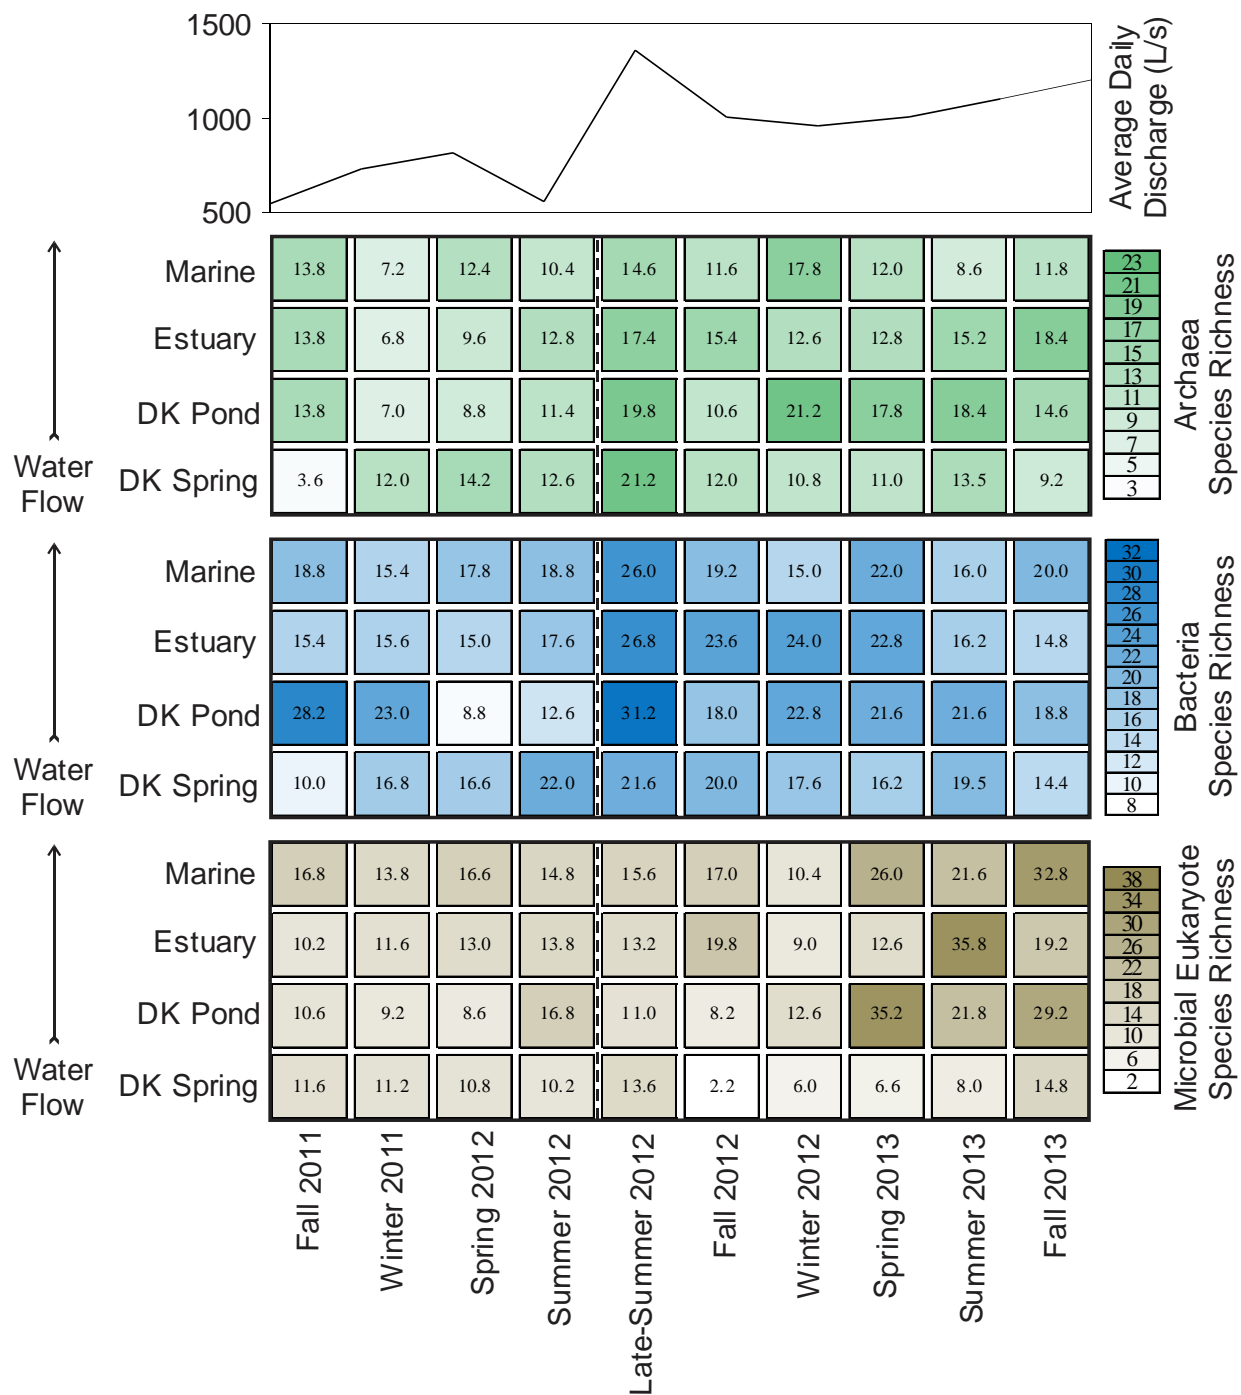 1500
1000
500
Average Daily
Discharge (L/s)
Marine 13.8 7.2 12.4 10.4 14.6 11.6 17.8 12.0 8.6 11.8
Estuary 13.8 6.8 9.6 12.8 17.4 15.4 12.6 12.8 15.2 18.4
DK Pond 13.8 7.0 8.8 11.4 19.8 10.6 21.2 17.8 18.4 14.6
DK Spring 3.6 12.0 14.2 12.6 21.2 12.0 10.8 11.0 13.5 9.2
Water
Flow
23
21
19
17
15
13
11
9
7
5
3
Archaea
Species Richness
Marine 18.8 15.4 17.8 18.8 26.0 19.2 15.0 22.0 16.0 20.0
Estuary 15.4 15.6 15.0 17.6 26.8 23.6 24.0 22.8 16.2 14.8
DK Pond 28.2 23.0 8.8 12.6 31.2 18.0 22.8 21.6 21.6 18.8
DK Spring 10.0 16.8 16.6 22.0 21.6 20.0 17.6 16.2 19.5 14.4
Water
Flow
32
30
28
26
24
22
20
18
16
14
12
10
8
Bacteria
Species Richness
Marine 16.8 13.8 16.6 14.8 15.6 17.0 10.4 26.0 21.6 32.8
Estuary 10.2 11.6 13.0 13.8 13.2 19.8 9.0 12.6 35.8 19.2
DK Pond 10.6 9.2 8.6 16.8 11.0 8.2 12.6 35.2 21.8 29.2
DK Spring 11.6 11.2 10.8 10.2 13.6 2.2 6.0 6.6 8.0 14.8
Water
Flow
38
34
30
26
22
18
14
10
6
2
Microbial Eukaryote
Species Richness
Fall 2011
Winter 2011
Spring 2012
Summer 2012
Late-Summer 2012
Fall 2012
Winter 2012
Spring 2013
Summer 2013
Fall 2013